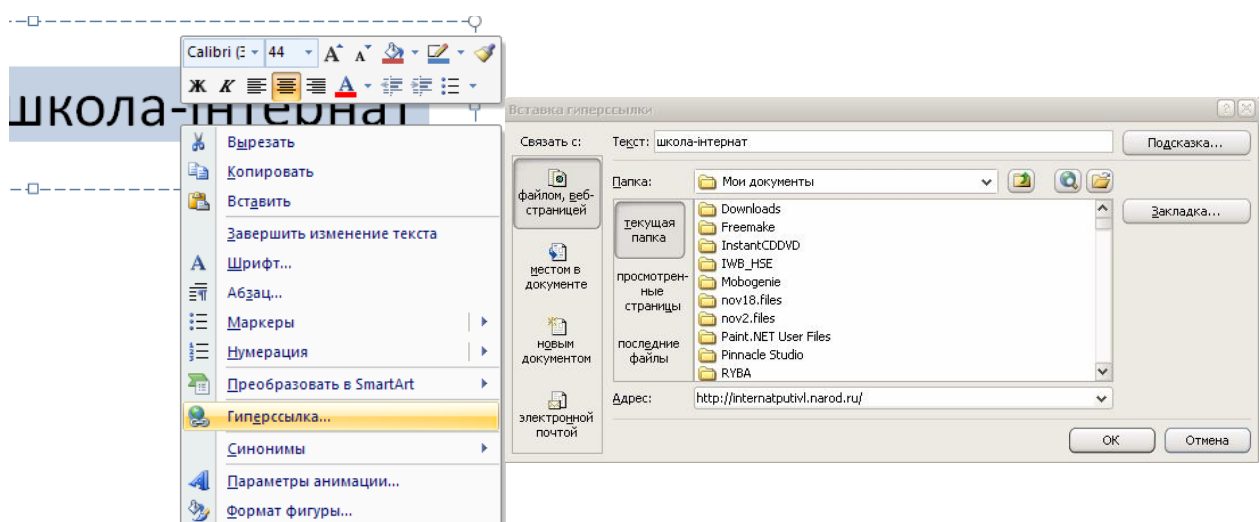 Calibri (Е 44
Ж К
школа-інтернат
Вырезать
Копировать
Вставить
Завершить изменение текста
Шрифт...
Абзац...
Маркеры
Нумерация
Преобразовать в SmartArt
Гиперссылка...
Синонимы
Параметры анимации...
Формат фигуры...
Вставка гиперссылки
Связать с:
Текст: школа-інтернат
Подсказка...
файлом, веб-
страницей
местом в
документе
новым
документом
электронной
почтой
Папка: Мои документы
текущая
папка
просмотрен-
ные
страницы
последние
файлы
Downloads
Freemake
InstantCDDVD
IWB_HSE
Mobogenie
nov18.files
nov2.files
Paint.NET User Files
Pinnacle Studio
RYBA
Закладка...
Адрес: http://internatputivl.narod.ru/
ОК
Отмена